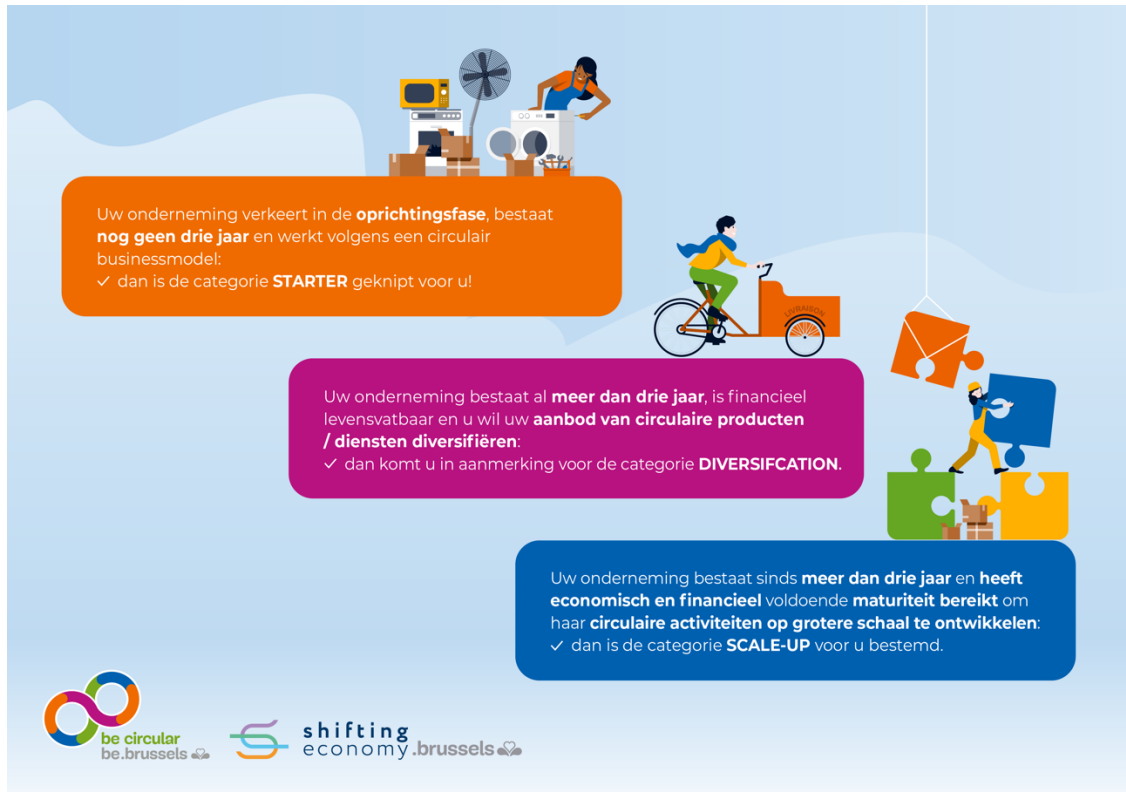 Uw onderneming verkeert in de oprichtingsfase, bestaat
nog geen drie jaar en werkt volgens een circulair
businessmodel:
✓ dan is de categorie STARTER geknipt voor u!
LIVRAISON
Uw onderneming bestaat al meer dan drie jaar, is financieel
levensvatbaar en u wil uw aanbod van circulaire producten
/ diensten diversifiëren:
✓ dan komt u in aanmerking voor de categorie DIVERSIFCATION.
Uw onderneming bestaat sinds meer dan drie jaar en heeft
economisch en financieel voldoende maturiteit bereikt om
haar circulaire activiteiten op grotere schaal te ontwikkelen:
✓ dan is de categorie SCALE-UP voor u bestemd.
be circular
be.brussels
shifting
economy.brussels